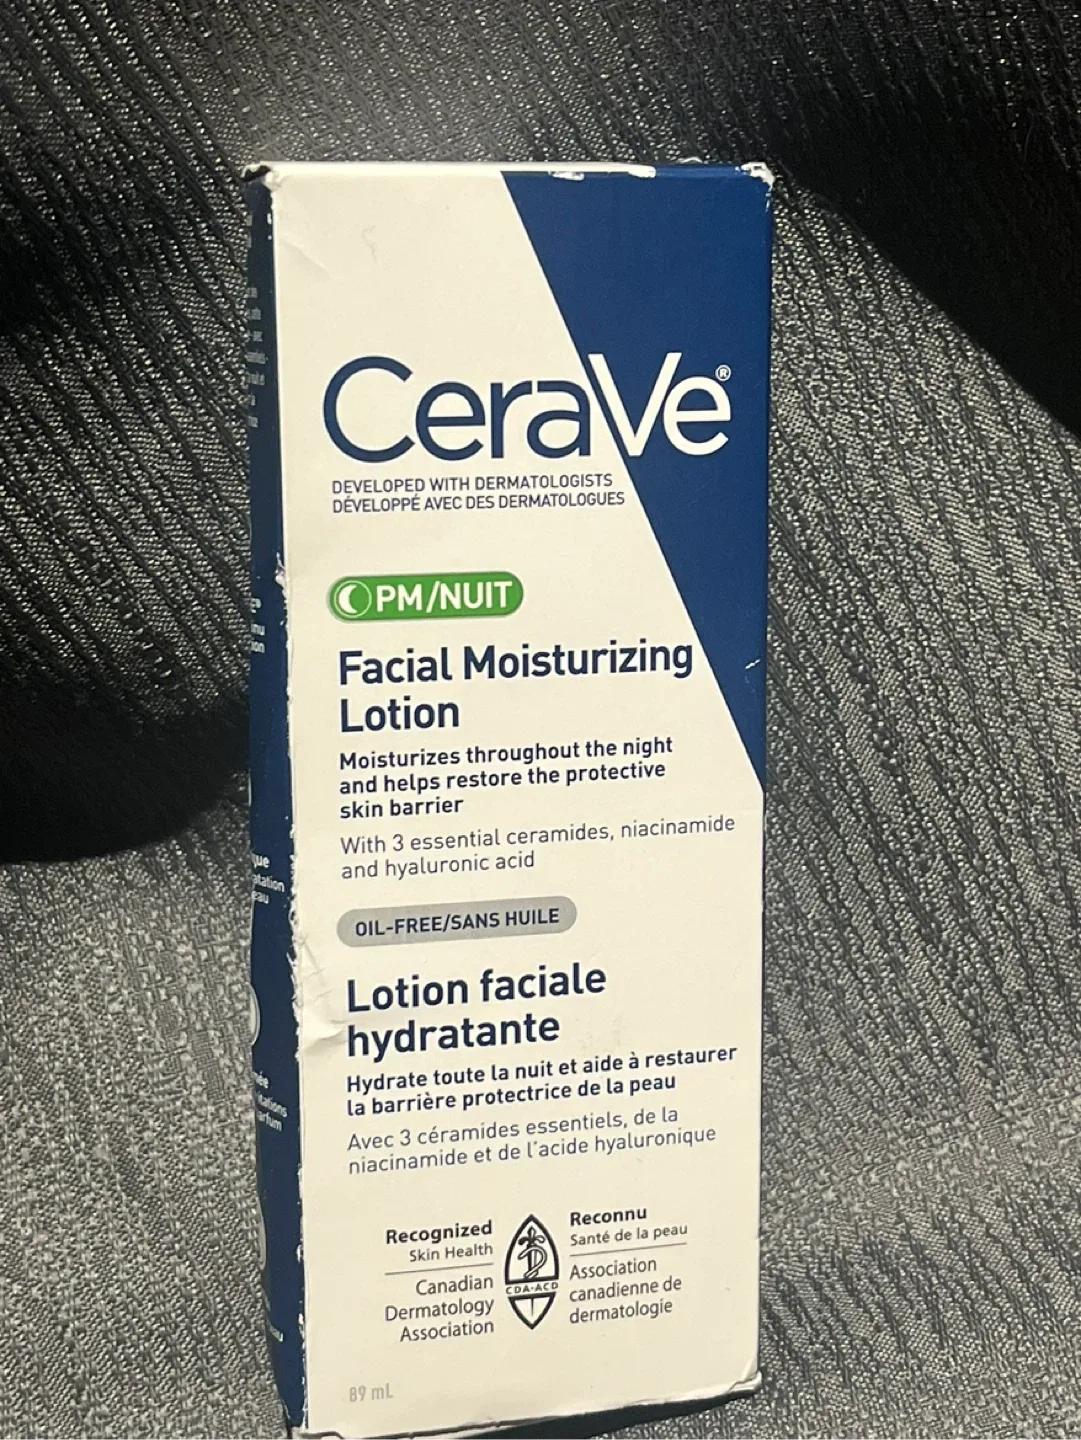 CeraVe®
DEVELOPED WITH DERMATOLOGISTS
DÉVELOPPÉ AVEC DES DERMATOLOGUES
PM/NUIT
Facial Moisturizing
Lotion
Moisturizes throughout the night
and helps restore the protective
skin barrier
With 3 essential ceramides, niacinamide
and hyaluronic acid
OIL-FREE/SANS HUILE
Lotion faciale
hydratante
Hydrate toute la nuit et aide à restaurer
la barrière protectrice de la peau
Avec 3 céramides essentiels, de la
niacinamide et de l'acide hyaluronique
Recognized
Skin Health
Canadian
Dermatology
Association
CDA-ACD
Reconnu
Santé de la peau
Association
canadienne de
dermatologie
89 mL